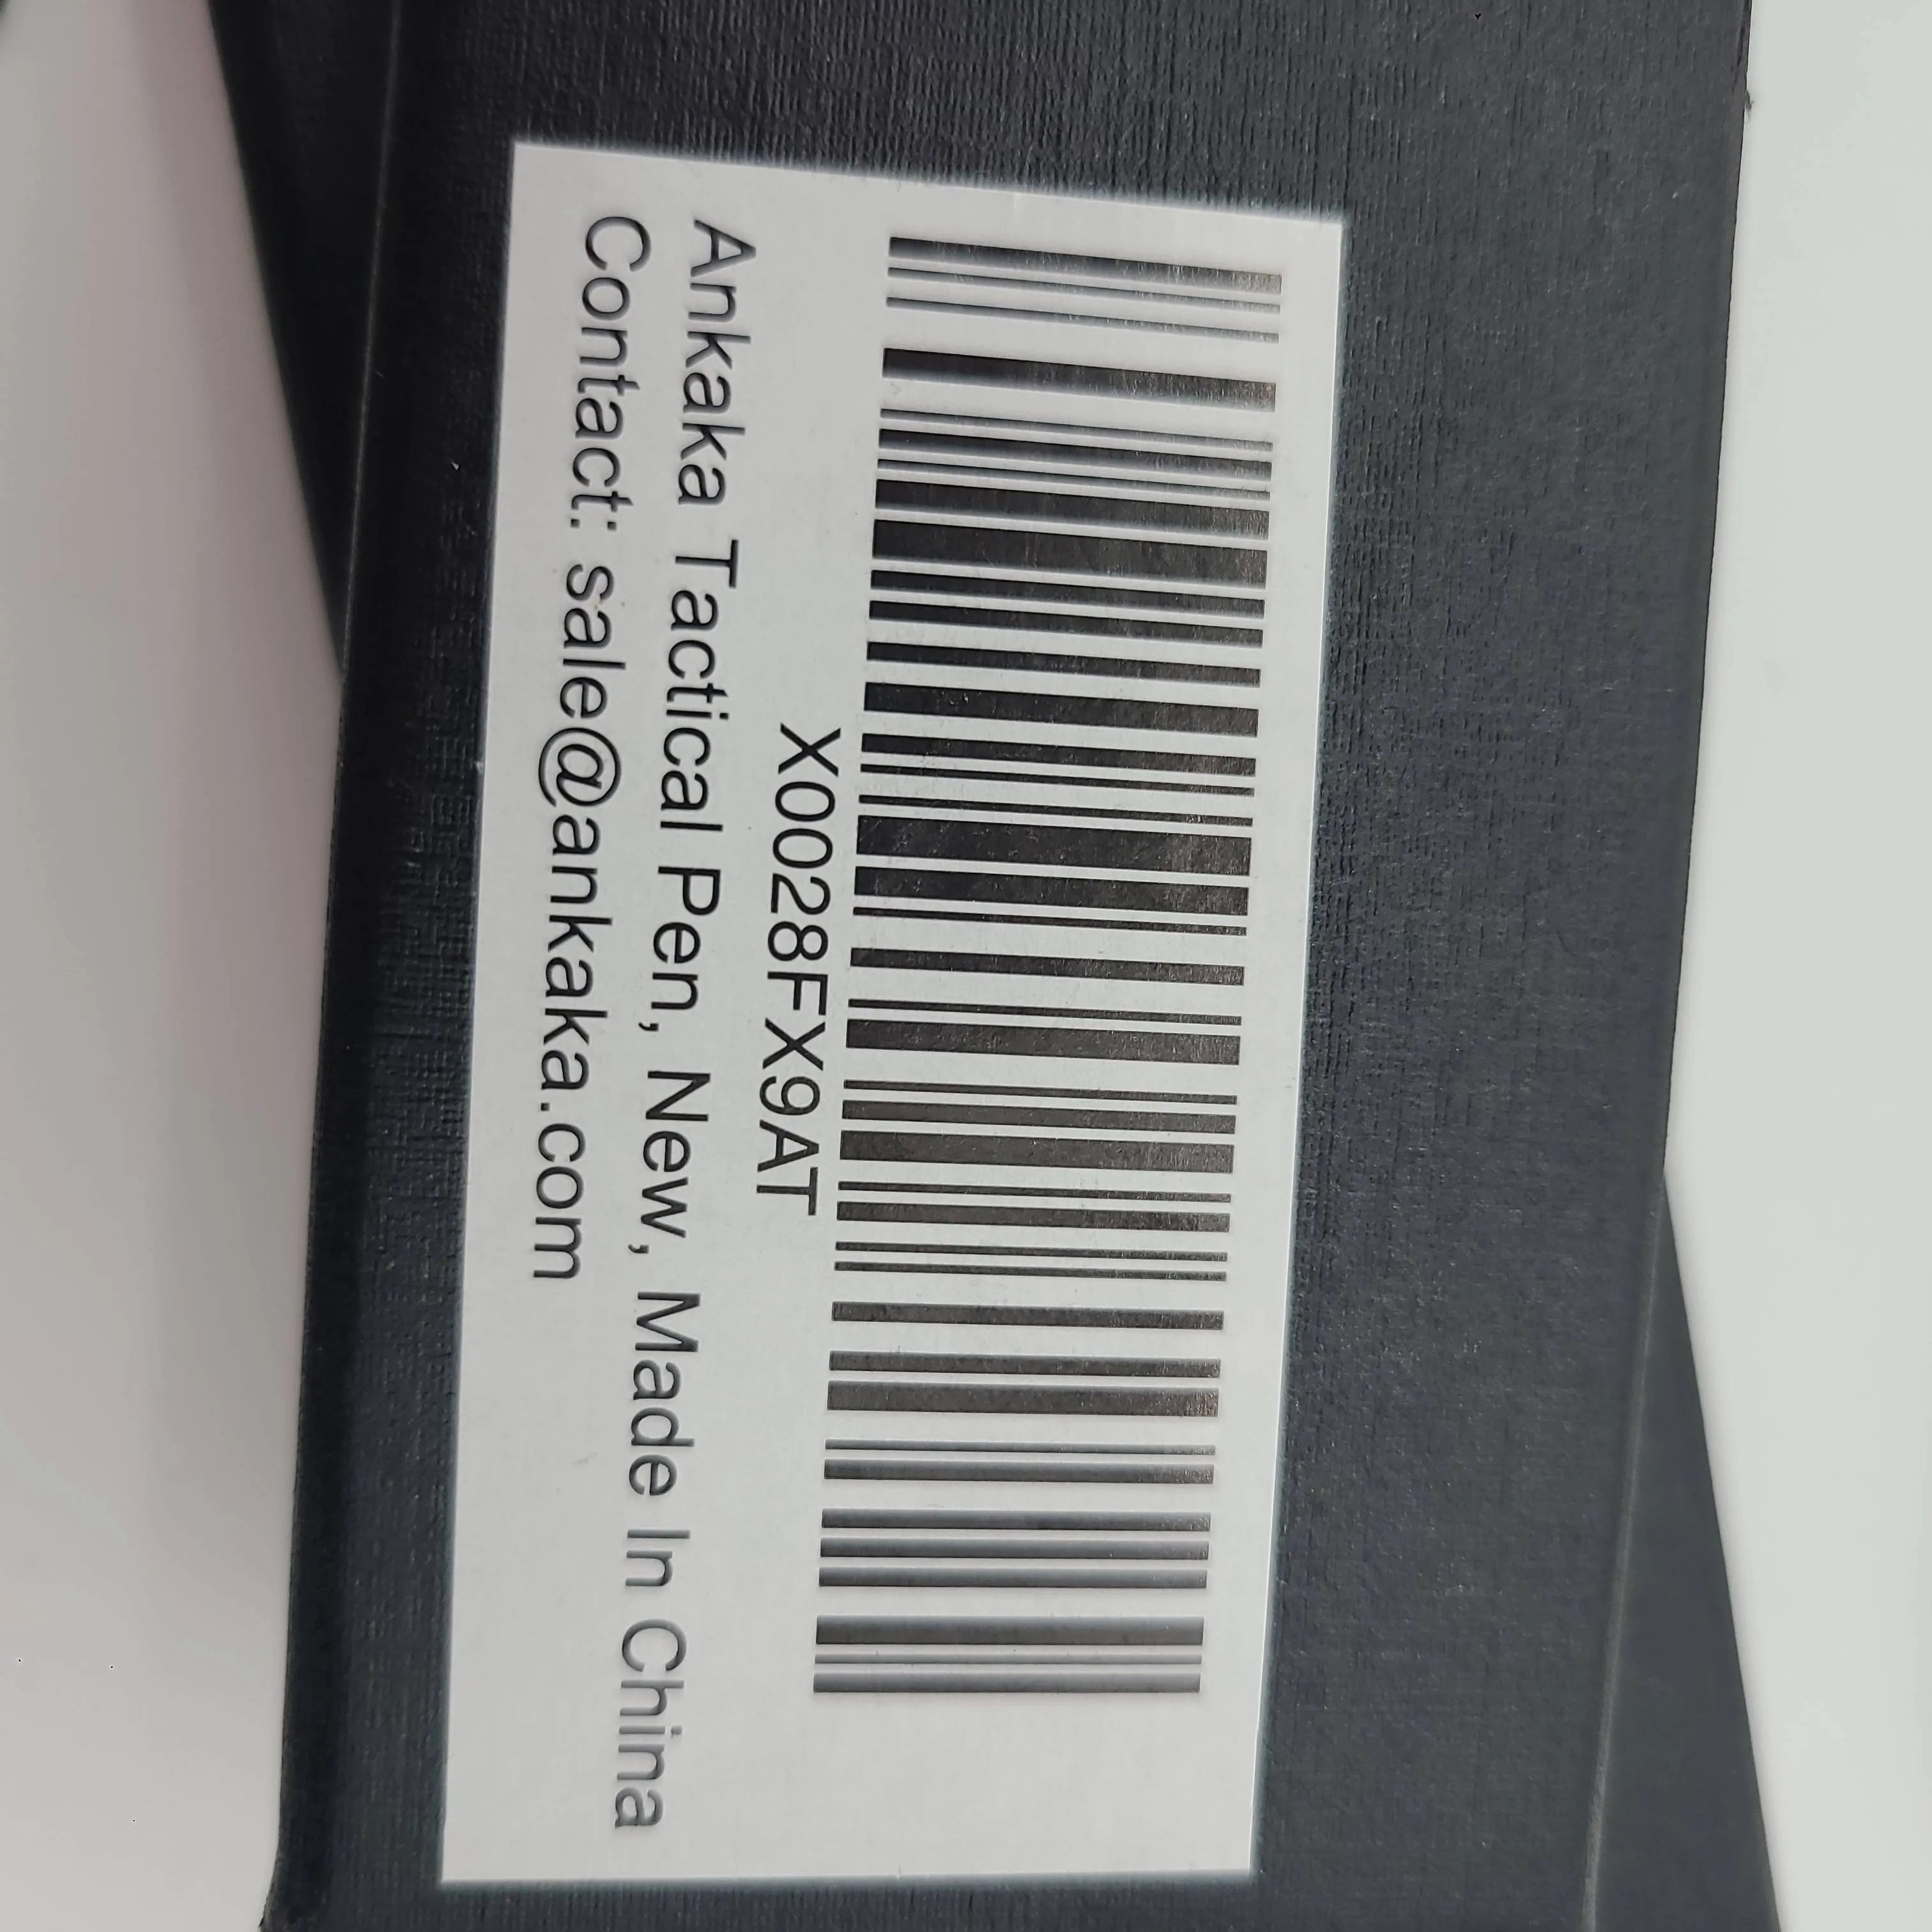 X0028FX9AT
Ankaka Tactical Pen, New, Made In China
Contact: sale@ankaka.com